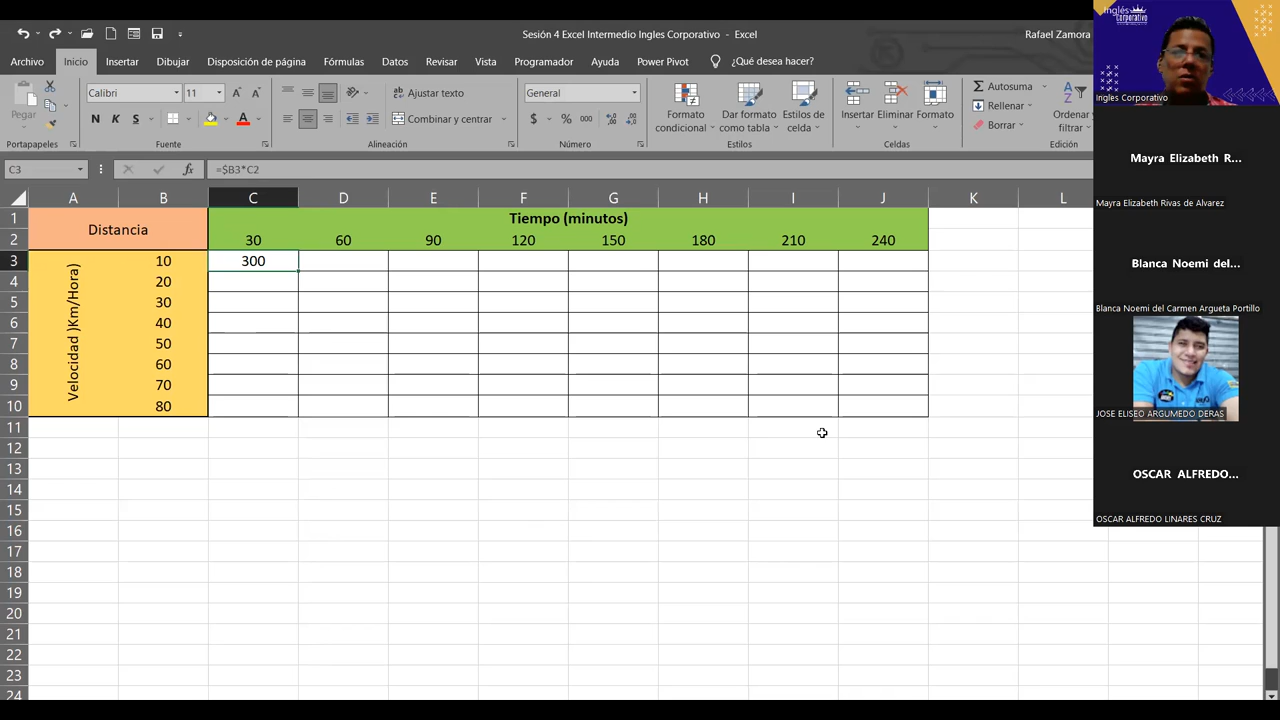 Sesión 4 Excel Intermedio Ingles Corporativo - Excel
Rafael Zamora
Archivo Inicio Insertar Dibujar Disposición de página Fórmulas Datos Revisar Vista Programador Ayuda Power Pivot ¿Qué desea hacer?
Pegar
Calibri 11
N K S
Ajustar texto
Combinar y centrar
General
$ % 000
Formato condicional
Dar formato como tabla
Estilos de celda
Insertar Eliminar Formato
Autosuma
Rellenar
Borrar
Ordenar y filtrar
Portapapeles Fuente Alineación Número Estilos Celdas Edición
C3 fx =$B3*C2
A B C D E F G H I J K L
1 Distancia Tiempo (minutos)
2 30 60 90 120 150 180 210 240
Velocidad )Km/Hora)
3 10 300
4 20
5 30
6 40
7 50
8 60
9 70
10 80
11
12
13
14
15
16
17
18
19
20
21
22
23
24
Inglés
Corporativo
Ingles Corporativo
Mayra Elizabeth R...
Mayra Elizabeth Rivas de Alvarez
Blanca Noemi del...
Blanca Noemi del Carmen Argueta Portillo
JOSE ELISEO ARGUMEDO DERAS
OSCAR ALFREDO...
OSCAR ALFREDO LINARES CRUZ